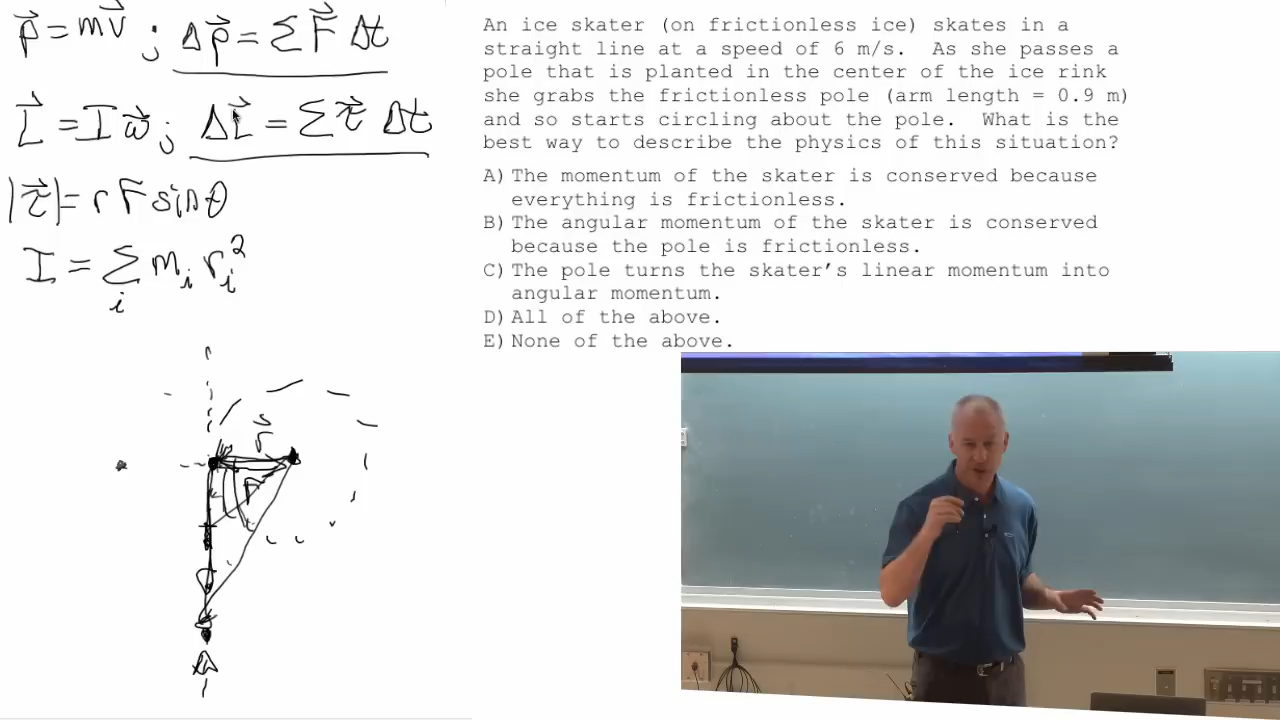 p⃗ = mv⃗ ; Δp⃗ = ΣF⃗ Δt
L⃗ = Iω⃗ ; ΔL⃗ = Στ⃗ Δt
|τ⃗| = r F sinθ
I = Σ_i m_i r_i²
r⃗
An ice skater (on frictionless ice) skates in a
straight line at a speed of 6 m/s. As she passes a
pole that is planted in the center of the ice rink
she grabs the frictionless pole (arm length = 0.9 m)
and so starts circling about the pole. What is the
best way to describe the physics of this situation?
A) The momentum of the skater is conserved because
everything is frictionless.
B) The angular momentum of the skater is conserved
because the pole is frictionless.
C) The pole turns the skater's linear momentum into
angular momentum.
D) All of the above.
E) None of the above.